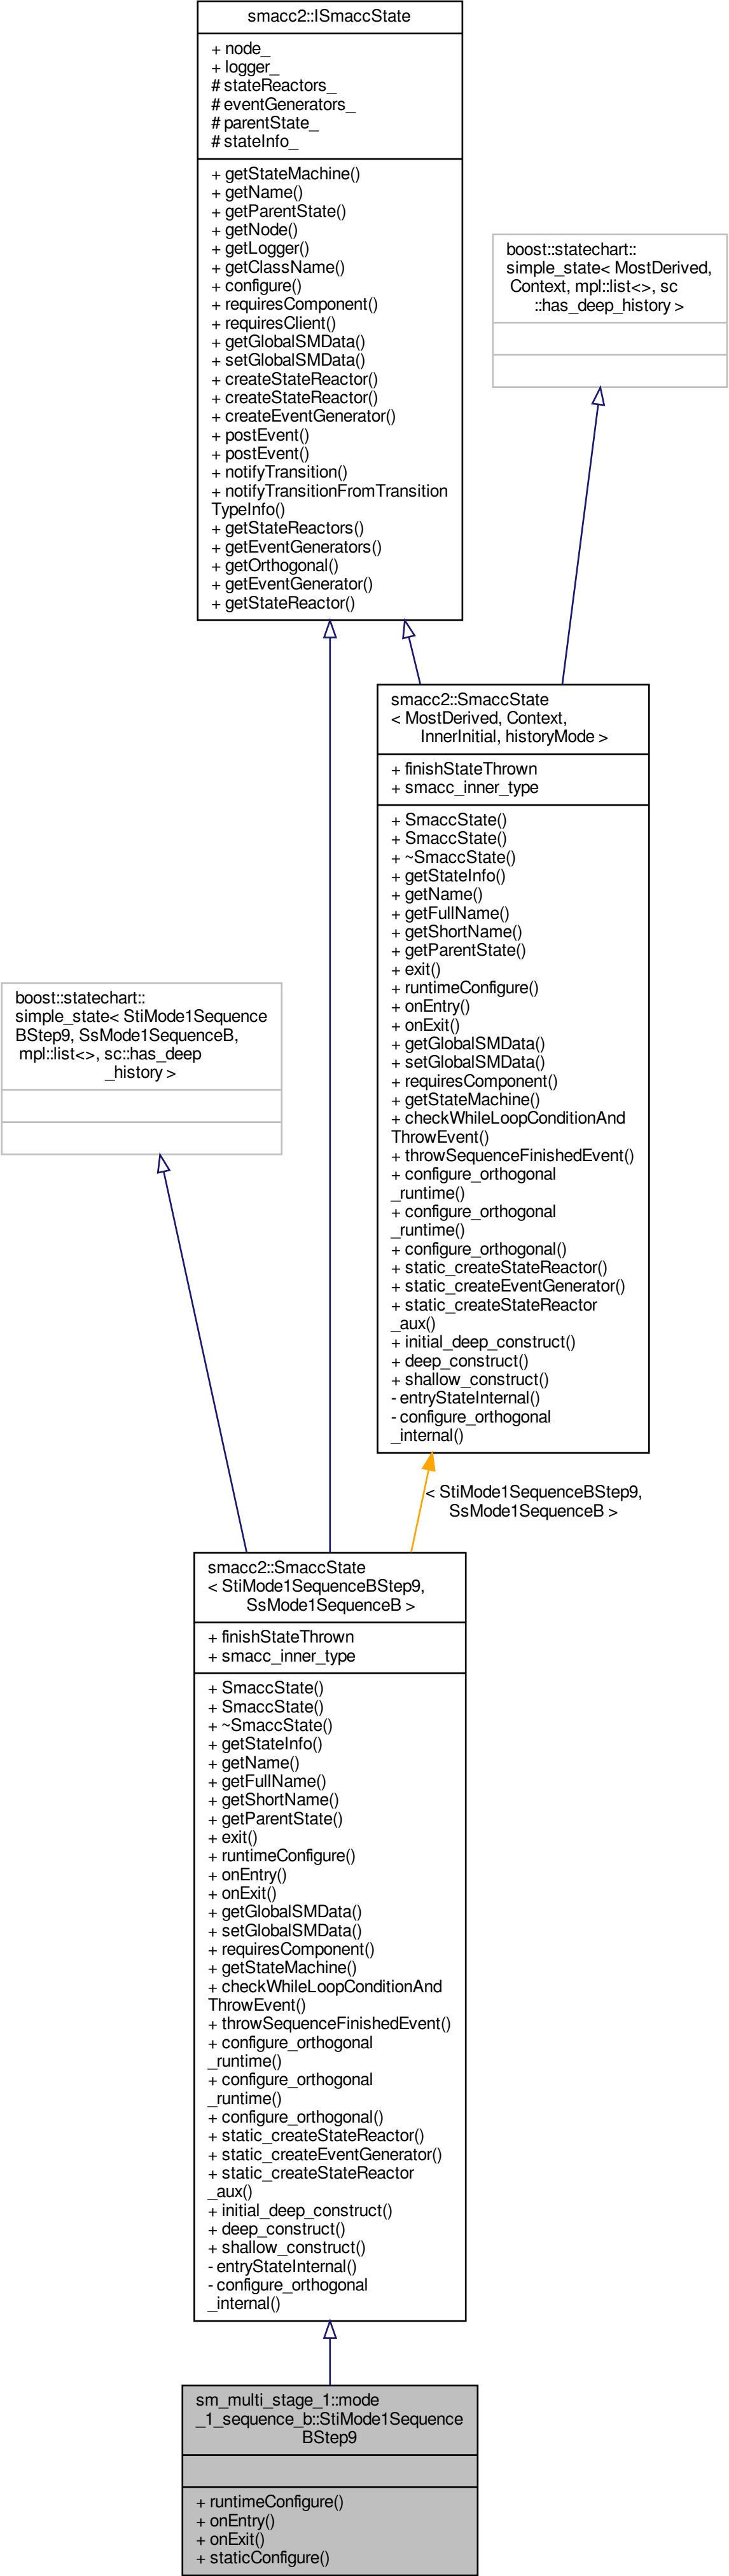 smacc2::ISmaccState
+ node_
+ logger_
# stateReactors_
# eventGenerators_
# parentState_
# stateInfo_
+ getStateMachine()
+ getName()
+ getParentState()
+ getNode()
+ getLogger()
+ getClassName()
+ configure()
+ requiresComponent()
+ requiresClient()
+ getGlobalSMData()
+ setGlobalSMData()
+ createStateReactor()
+ createStateReactor()
+ createEventGenerator()
+ postEvent()
+ postEvent()
+ notifyTransition()
+ notifyTransitionFromTransition
TypeInfo()
+ getStateReactors()
+ getEventGenerators()
+ getOrthogonal()
+ getEventGenerator()
+ getStateReactor()
boost::statechart::
simple_state< MostDerived,
Context, mpl::list<>, sc
::has_deep_history >
smacc2::SmaccState
< MostDerived, Context,
InnerInitial, historyMode >
+ finishStateThrown
+ smacc_inner_type
+ SmaccState()
+ SmaccState()
+ ~SmaccState()
+ getStateInfo()
+ getName()
+ getFullName()
+ getShortName()
+ getParentState()
+ exit()
+ runtimeConfigure()
+ onEntry()
+ onExit()
+ getGlobalSMData()
+ setGlobalSMData()
+ requiresComponent()
+ getStateMachine()
+ checkWhileLoopConditionAnd
ThrowEvent()
+ throwSequenceFinishedEvent()
+ configure_orthogonal
_runtime()
+ configure_orthogonal
_runtime()
+ configure_orthogonal()
+ static_createStateReactor()
+ static_createEventGenerator()
+ static_createStateReactor
_aux()
+ initial_deep_construct()
+ deep_construct()
+ shallow_construct()
- entryStateInternal()
- configure_orthogonal
_internal()
boost::statechart::
simple_state< StiMode1Sequence
BStep9, SsMode1SequenceB,
mpl::list<>, sc::has_deep
_history >
< StiMode1SequenceBStep9,
SsMode1SequenceB >
smacc2::SmaccState
< StiMode1SequenceBStep9,
SsMode1SequenceB >
+ finishStateThrown
+ smacc_inner_type
+ SmaccState()
+ SmaccState()
+ ~SmaccState()
+ getStateInfo()
+ getName()
+ getFullName()
+ getShortName()
+ getParentState()
+ exit()
+ runtimeConfigure()
+ onEntry()
+ onExit()
+ getGlobalSMData()
+ setGlobalSMData()
+ requiresComponent()
+ getStateMachine()
+ checkWhileLoopConditionAnd
ThrowEvent()
+ throwSequenceFinishedEvent()
+ configure_orthogonal
_runtime()
+ configure_orthogonal
_runtime()
+ configure_orthogonal()
+ static_createStateReactor()
+ static_createEventGenerator()
+ static_createStateReactor
_aux()
+ initial_deep_construct()
+ deep_construct()
+ shallow_construct()
- entryStateInternal()
- configure_orthogonal
_internal()
sm_multi_stage_1::mode
_1_sequence_b::StiMode1Sequence
BStep9
+ runtimeConfigure()
+ onEntry()
+ onExit()
+ staticConfigure()